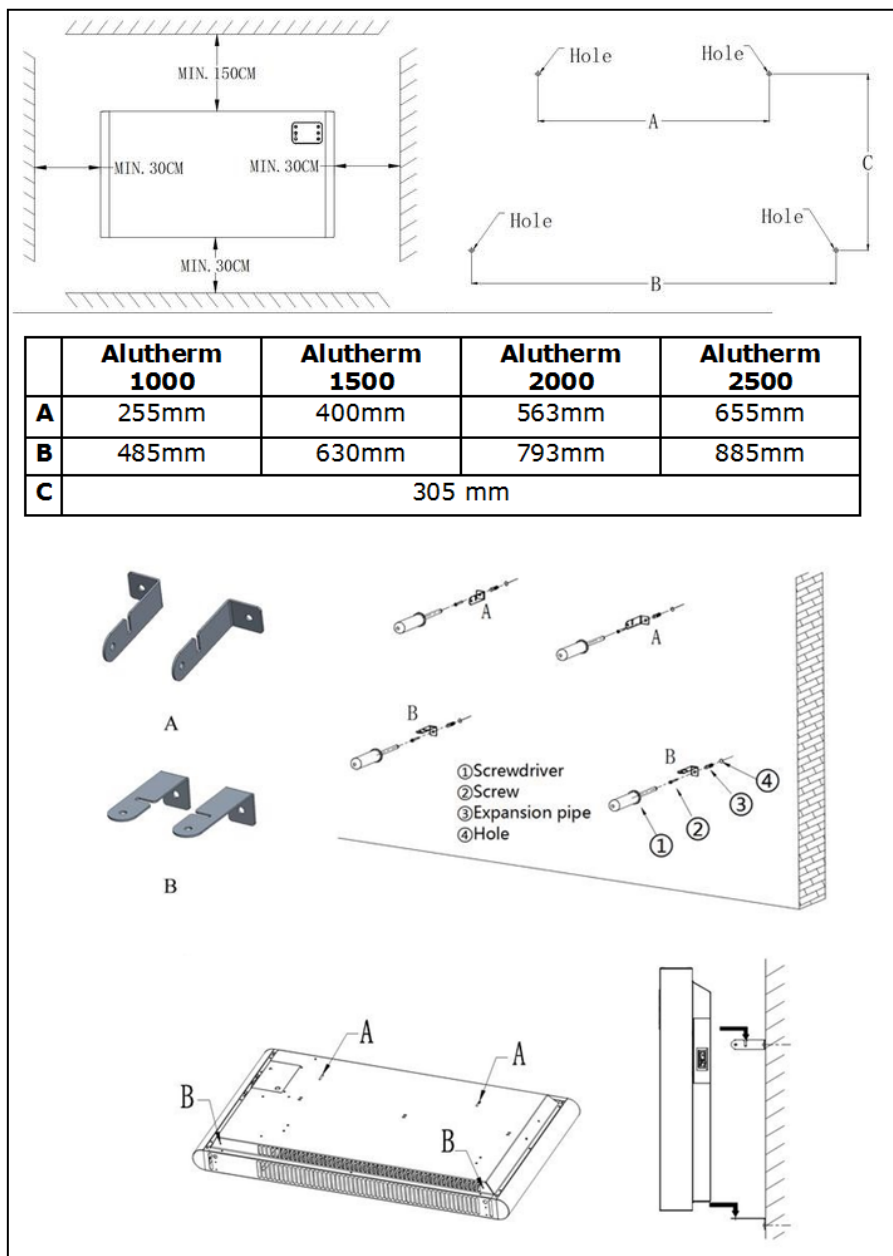 MIN. 150CM
MIN. 30CM
MIN. 30CM
MIN. 30CM
Hole
Hole
A
C
Hole
Hole
B
Alutherm 1000 Alutherm 1500 Alutherm 2000 Alutherm 2500
A 255mm 400mm 563mm 655mm
B 485mm 630mm 793mm 885mm
C 305 mm
A
B
A
A
B
B
①Screwdriver
②Screw
③Expansion pipe
④Hole
①
②
③
④
A
A
B
B